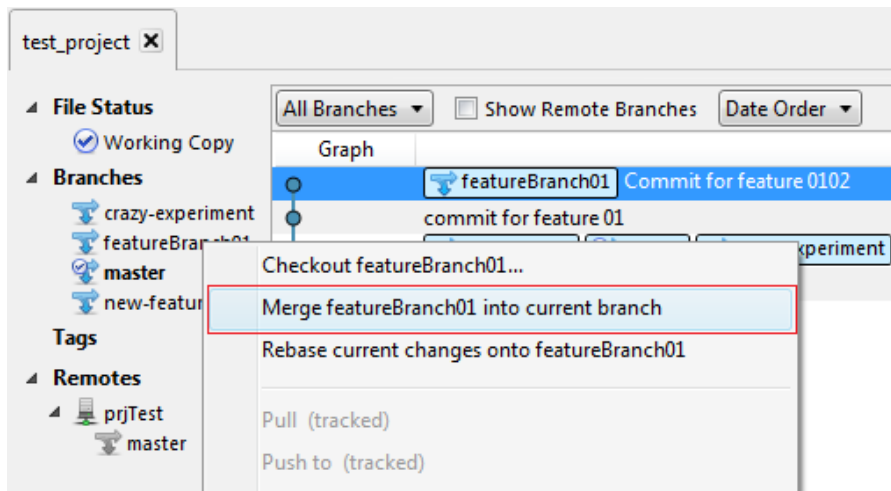 test_project
File Status
Working Copy
Branches
crazy-experiment
master
Tags
Remotes
prjTest
master
All Branches
Show Remote Branches
Date Order
Graph
featureBranch01 Commit for feature 0102
commit for feature 01
Checkout featureBranch01...
Merge featureBranch01 into current branch
Rebase current changes onto featureBranch01
Pull (tracked)
Push to (tracked)